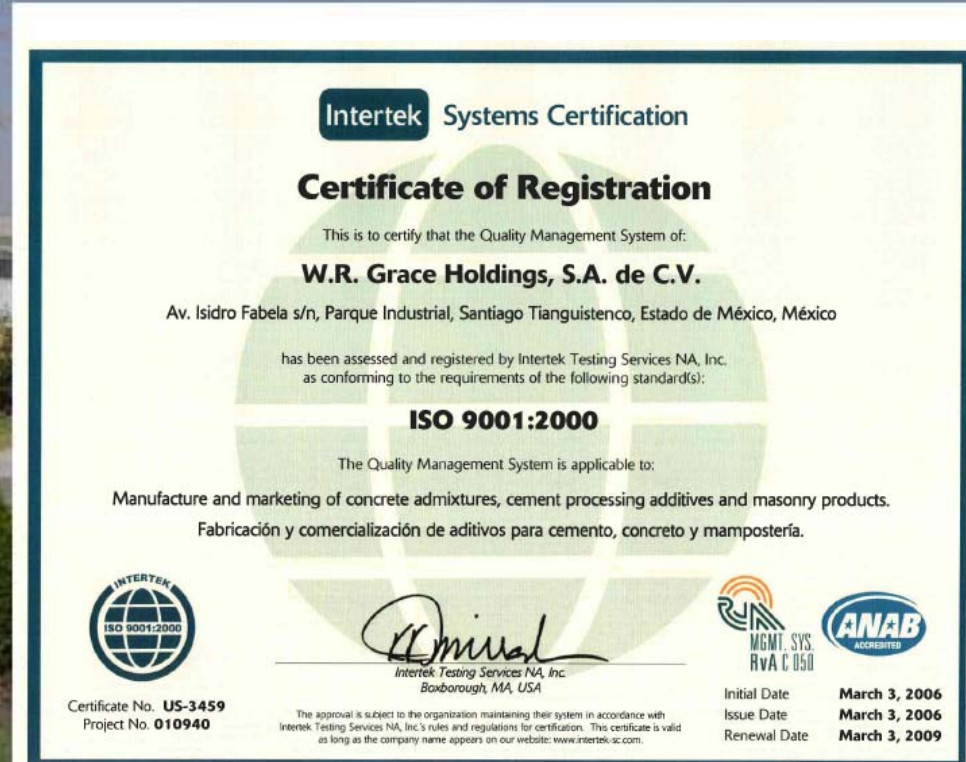 Intertek Systems Certification
Certificate of Registration
This is to certify that the Quality Management System of:
W.R. Grace Holdings, S.A. de C.V.
Av. Isidro Fabela s/n, Parque Industrial, Santiago Tianguistenco, Estado de México, México
has been assessed and registered by Intertek Testing Services NA, Inc.
as conforming to the requirements of the following standard(s):
ISO 9001:2000
The Quality Management System is applicable to:
Manufacture and marketing of concrete admixtures, cement processing additives and masonry products.
Fabricación y comercialización de aditivos para cemento, concreto y mampostería.
INTERTEK
ISO 9001:2000
Certificate No. US-3459
Project No. 010940
Intertek Testing Services NA, Inc.
Boxborough, MA, USA
The approval is subject to the organization maintaining their system in accordance with
Intertek Testing Services NA, Inc.'s rules and regulations for certification. This certificate is valid
as long as the company name appears on our website: www.intertek-sc.com.
MGMT. SYS.
RvA C 050
ANAB
ACCREDITED
Initial Date March 3, 2006
Issue Date March 3, 2006
Renewal Date March 3, 2009